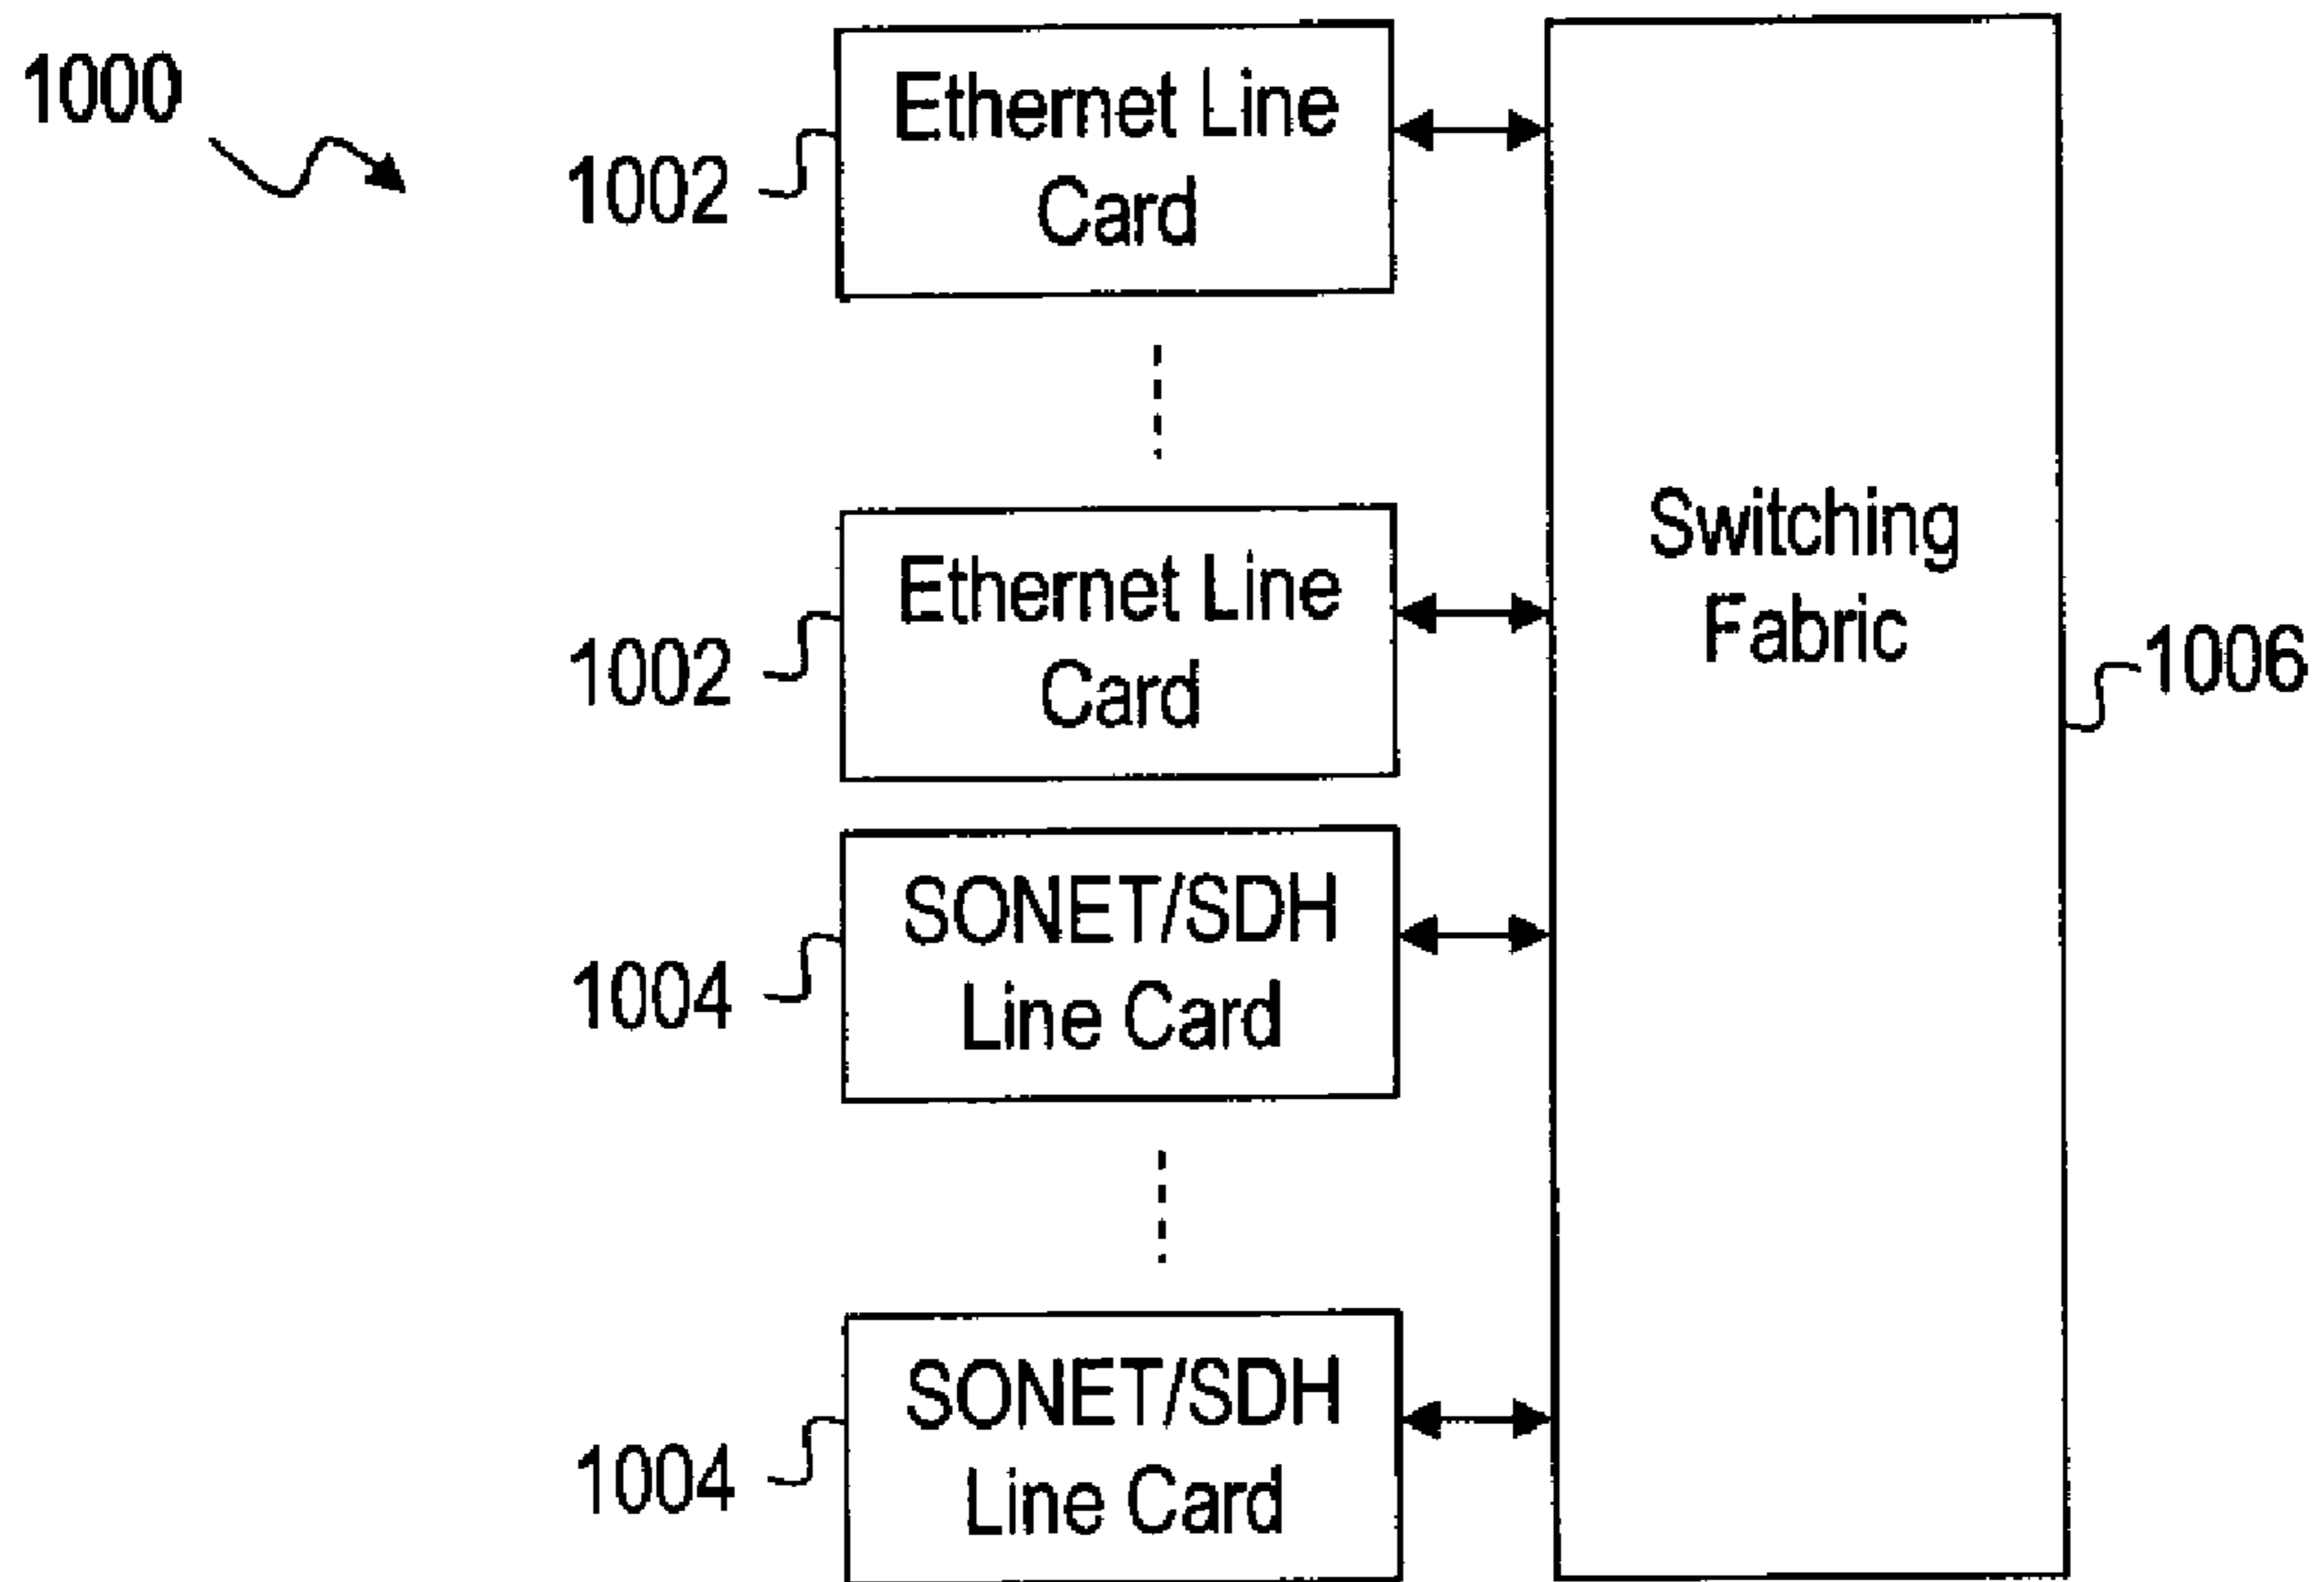 1000
Ethernet Line
Card
1002
Ethernet Line
Card
1002
SONET/SDH
Line Card
1004
SONET/SDH
Line Card
1004
Switching
Fabric
1006